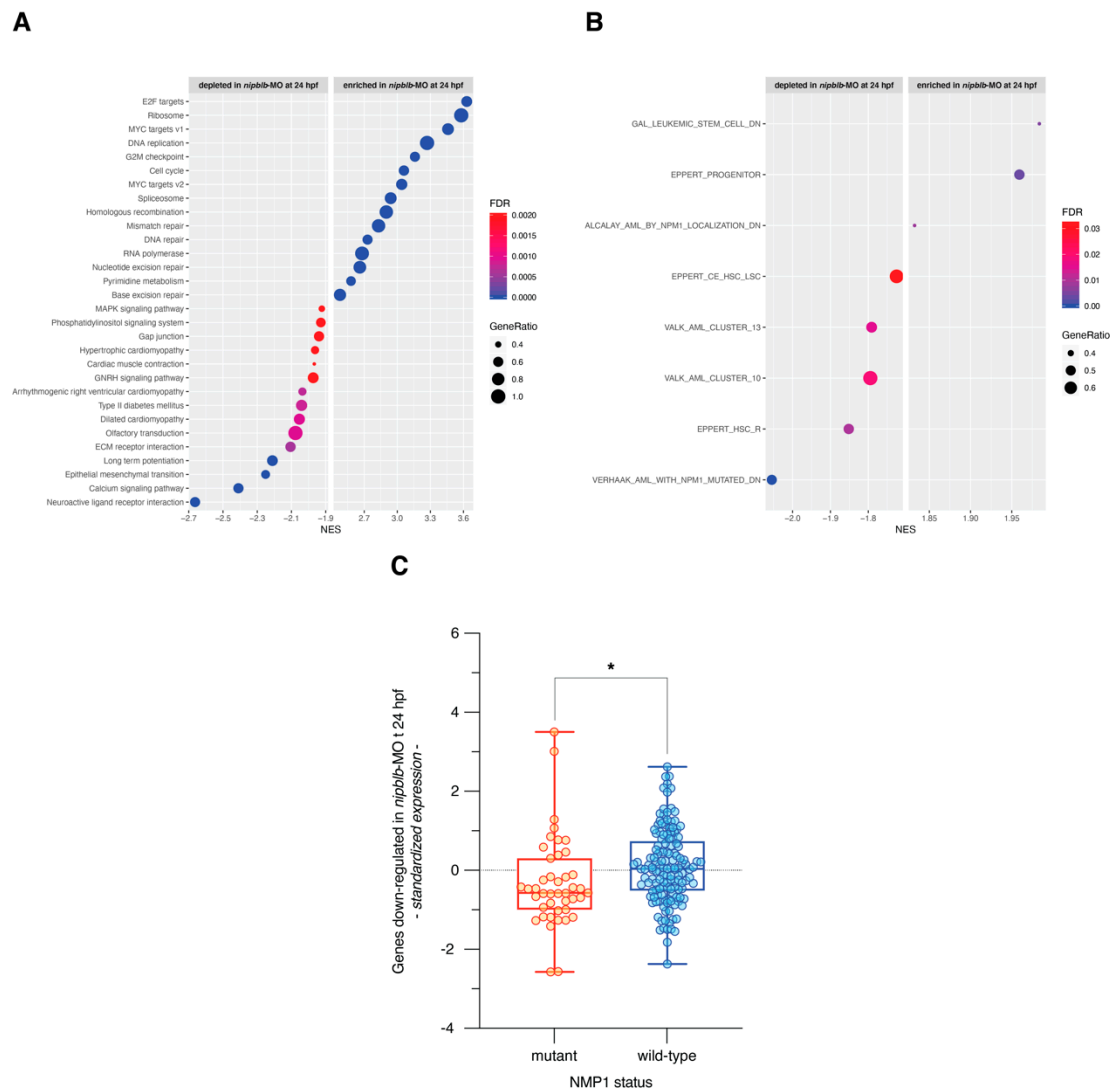 A
depleted in nipblb-MO at 24 hpf
enriched in nipblb-MO at 24 hpf
E2F targets
Ribosome
MYC targets v1
DNA replication
G2M checkpoint
Cell cycle
MYC targets v2
Spliceosome
Homologous recombination
Mismatch repair
DNA repair
RNA polymerase
Nucleotide excision repair
Pyrimidine metabolism
Base excision repair
MAPK signaling pathway
Phosphatidylinositol signaling system
Gap junction
Hypertrophic cardiomyopathy
Cardiac muscle contraction
GNRH signaling pathway
Arrhythmogenic right ventricular cardiomyopathy
Type II diabetes mellitus
Dilated cardiomyopathy
Olfactory transduction
ECM receptor interaction
Long term potentiation
Epithelial mesenchymal transition
Calcium signaling pathway
Neuroactive ligand receptor interaction
−2.7 −2.5 −2.3 −2.1 −1.9 2.7 3.0 3.3 3.6
NES
FDR
0.0020
0.0015
0.0010
0.0005
0.0000
GeneRatio
0.4
0.6
0.8
1.0
B
depleted in nipblb-MO at 24 hpf
enriched in nipblb-MO at 24 hpf
GAL_LEUKEMIC_STEM_CELL_DN
EPPERT_PROGENITOR
ALCALAY_AML_BY_NPM1_LOCALIZATION_DN
EPPERT_CE_HSC_LSC
VALK_AML_CLUSTER_13
VALK_AML_CLUSTER_10
EPPERT_HSC_R
VERHAAK_AML_WITH_NPM1_MUTATED_DN
−2.0 −1.9 −1.8 1.85 1.90 1.95
NES
FDR
0.03
0.02
0.01
0.00
GeneRatio
0.4
0.5
0.6
C
Genes down-regulated in nipblb-MO t 24 hpf
- standardized expression -
6
4
2
0
-2
-4
*
mutant
wild-type
NMP1 status